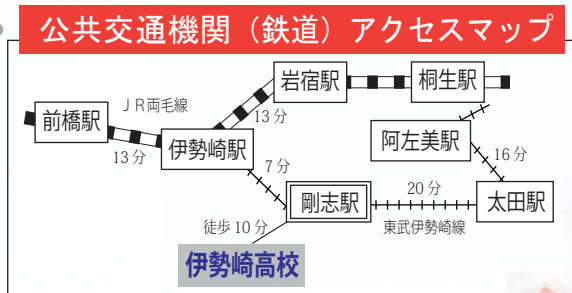 公共交通機関（鉄道）アクセスマップ
岩宿駅
桐生駅
ＪＲ両毛線
前橋駅
13分
13分
伊勢崎駅
阿左美駅
16分
7分
剛志駅
20分
太田駅
徒歩10分
東武伊勢崎線
伊勢崎高校